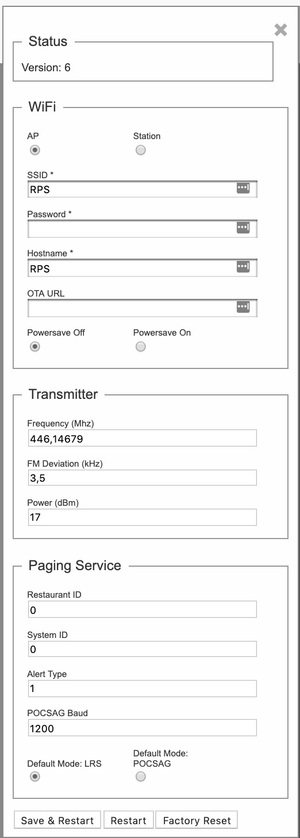 Status
Version: 6
WiFi
AP Station
SSID *
RPS
Password *
Hostname *
RPS
OTA URL
Powersave Off Powersave On
Transmitter
Frequency (Mhz)
446,14679
FM Deviation (kHz)
3,5
Power (dBm)
17
Paging Service
Restaurant ID
0
System ID
0
Alert Type
1
POCSAG Baud
1200
Default Mode: LRS Default Mode:
POCSAG
Save & Restart Restart Factory Reset